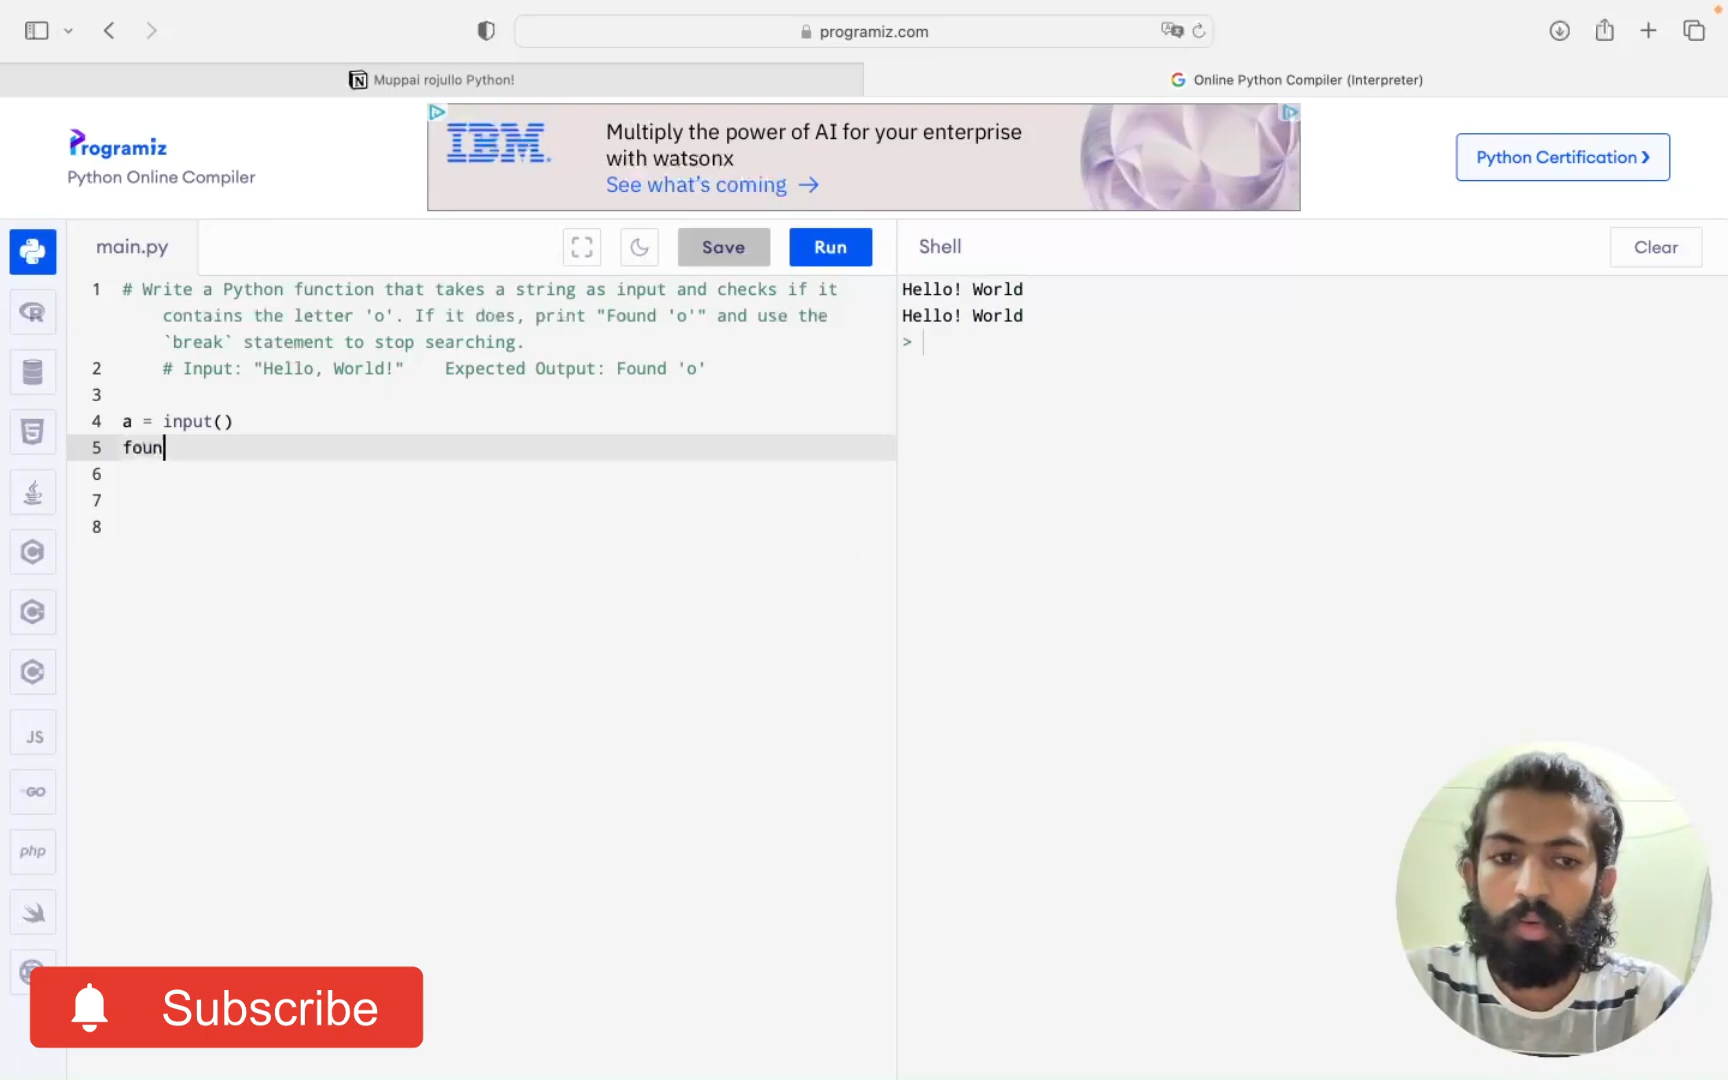 programiz.com
Muppai rojullo Python!
Online Python Compiler (Interpreter)
Programiz
Python Online Compiler
IBM.
Multiply the power of AI for your enterprise
with watsonx
See what's coming →
Python Certification ❯
main.py
Save
Run
Shell
Clear
1 # Write a Python function that takes a string as input and checks if it
contains the letter 'o'. If it does, print "Found 'o'" and use the
`break` statement to stop searching.
2 # Input: "Hello, World!" Expected Output: Found 'o'
3
4 a = input()
5 foun
6
7
8
Hello! World
Hello! World
>
JS
GO
php
Subscribe